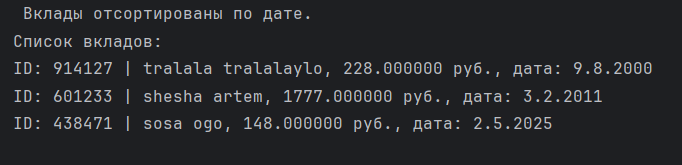 Вклады отсортированы по дате.
Список вкладов:
ID: 914127 | tralala tralalaylo, 228.000000 руб., дата: 9.8.2000
ID: 601233 | shesha artem, 1777.000000 руб., дата: 3.2.2011
ID: 438471 | sosa ogo, 148.000000 руб., дата: 2.5.2025